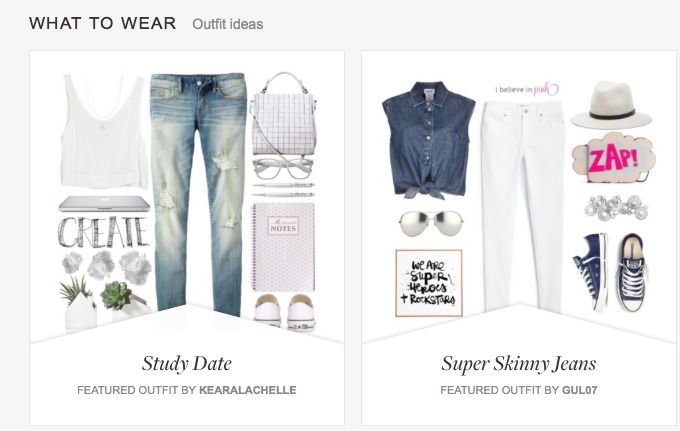 WHAT TO WEAR Outfit ideas
CREATE
NOTES
Study Date
FEATURED OUTFIT BY KEARALACHELLE
i believe in pink
ZAP!
WE ARE
SUPER
HEROES
+ ROCKSTARS
Super Skinny Jeans
FEATURED OUTFIT BY GUL07